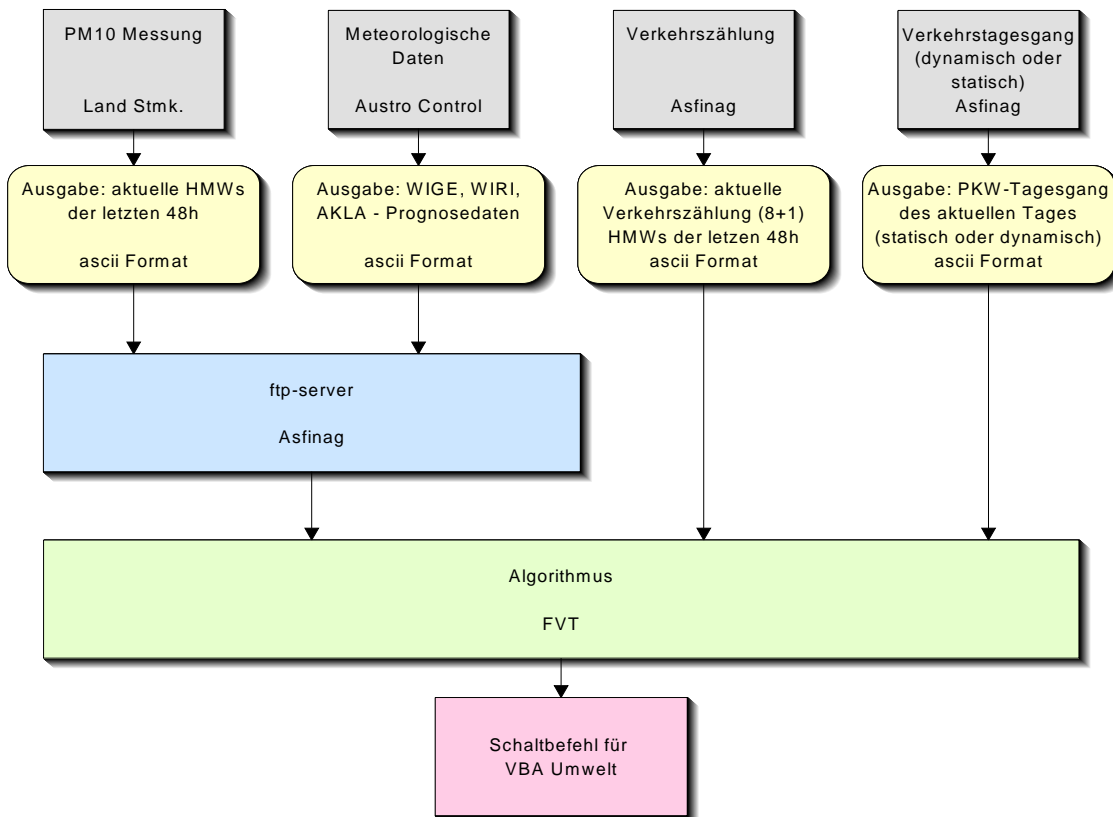 PM10 Messung
Land Stmk.
Meteorologische
Daten
Austro Control
Verkehrszählung
Asfinag
Verkehrstagesgang
(dynamisch oder
statisch)
Asfinag
Ausgabe: aktuelle HMWs
der letzten 48h
ascii Format
Ausgabe: WIGE, WIRI,
AKLA - Prognosedaten
ascii Format
Ausgabe: aktuelle
Verkehrszählung (8+1)
HMWs der letzen 48h
ascii Format
Ausgabe: PKW-Tagesgang
des aktuellen Tages
(statisch oder dynamisch)
ascii Format
ftp-server
Asfinag
Algorithmus
FVT
Schaltbefehl für
VBA Umwelt